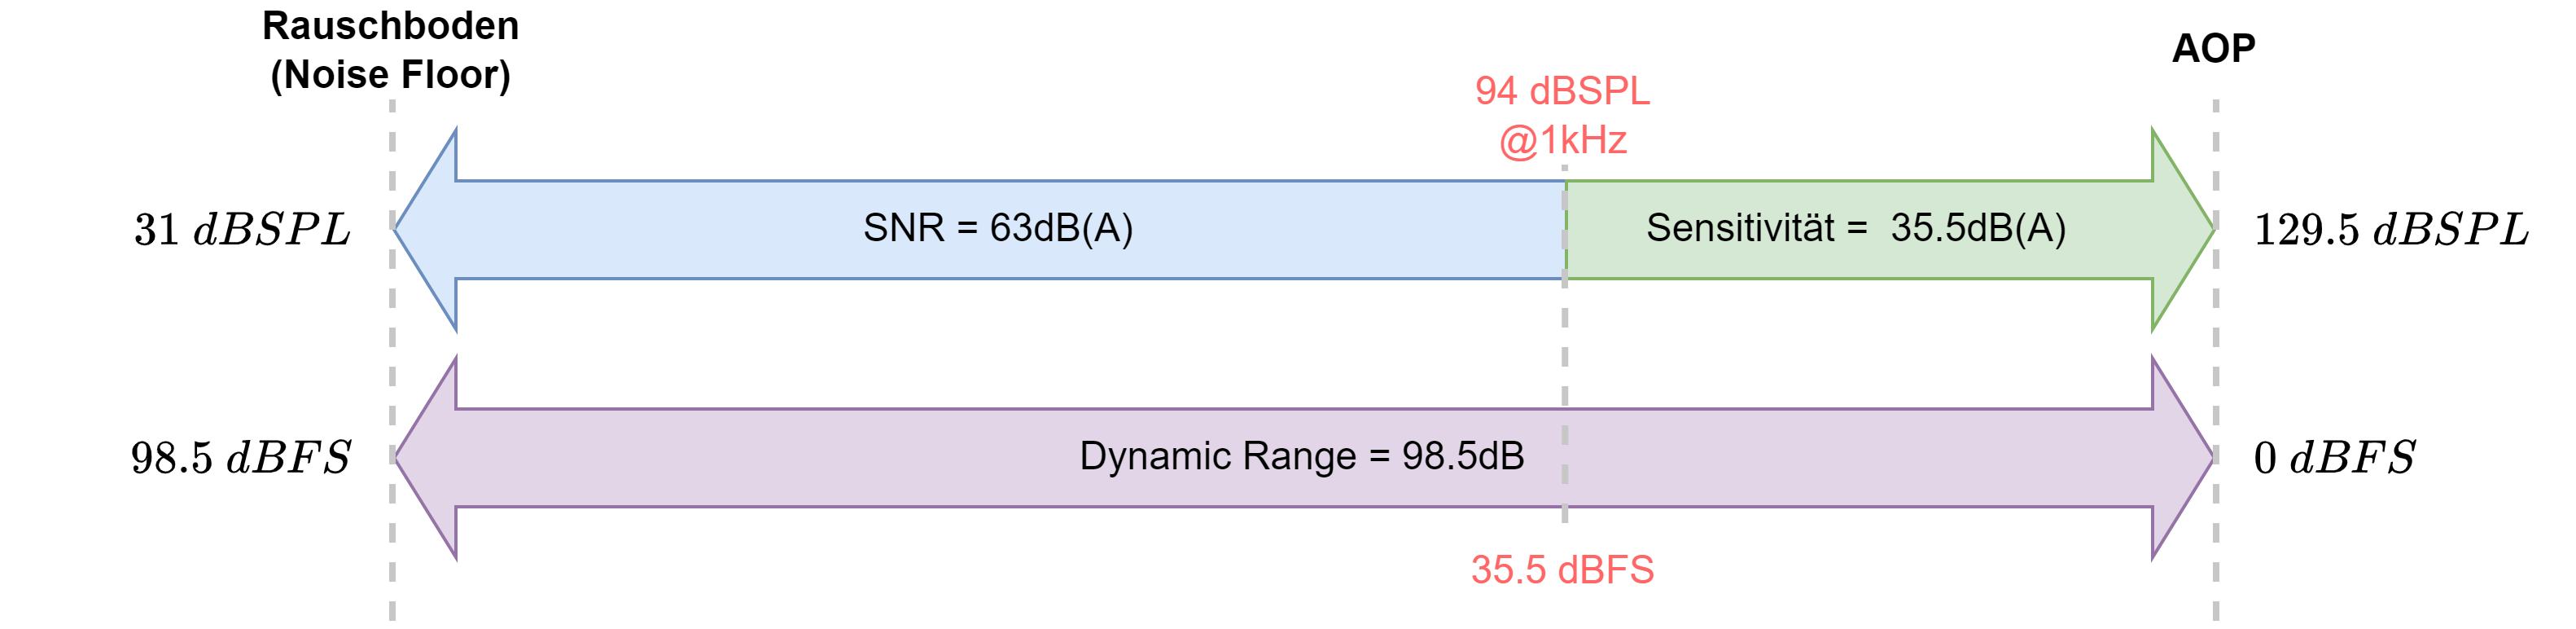 Rauschboden
(Noise Floor)
AOP
94 dBSPL
@1kHz
31 dBSPL
SNR = 63dB(A)
Sensitivität =  35.5dB(A)
129.5 dBSPL
98.5 dBFS
Dynamic Range = 98.5dB
0 dBFS
35.5 dBFS